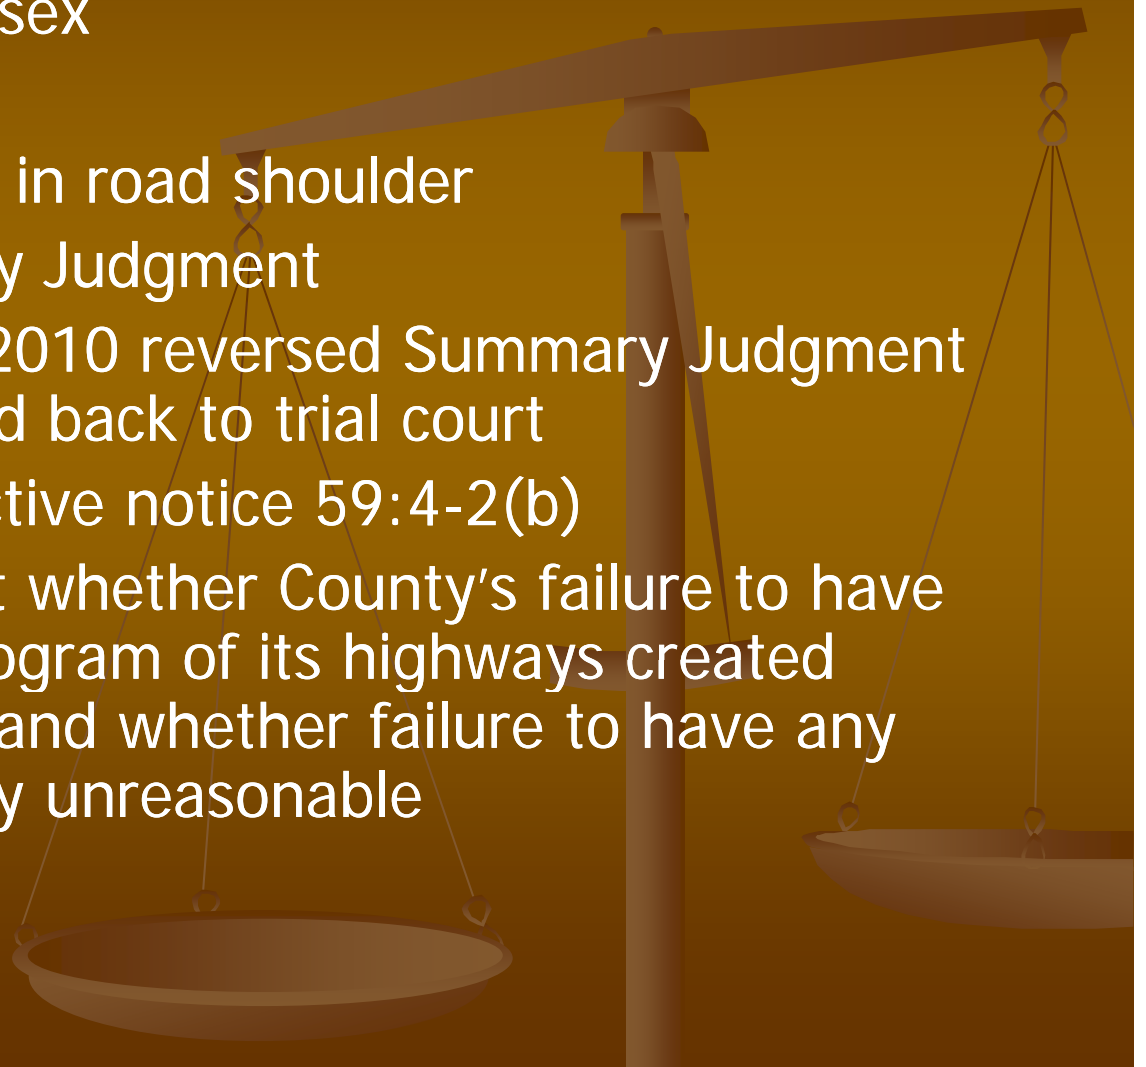 sex
in road shoulder
y Judgment
2010 reversed Summary Judgment
d back to trial court
ctive notice 59:4-2(b)
t whether County’s failure to have
ogram of its highways created
and whether failure to have any
y unreasonable